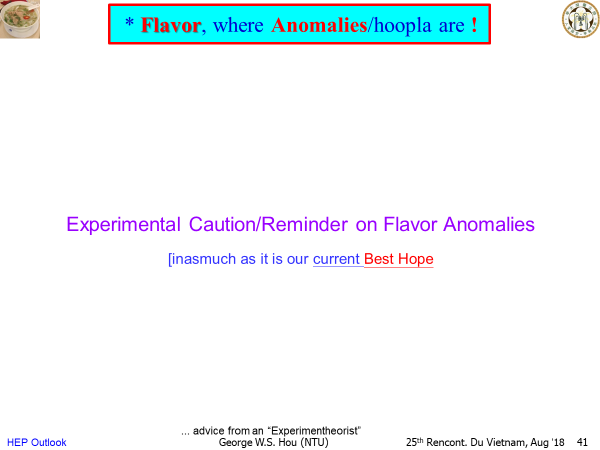 * Flavor, where Anomalies/hoopla are !
Experimental Caution/Reminder on Flavor Anomalies
[inasmuch as it is our current Best Hope
... advice from an “Experimentheorist”
HEP Outlook
George W.S. Hou (NTU)
25th Rencont. Du Vietnam, Aug ‘18
41